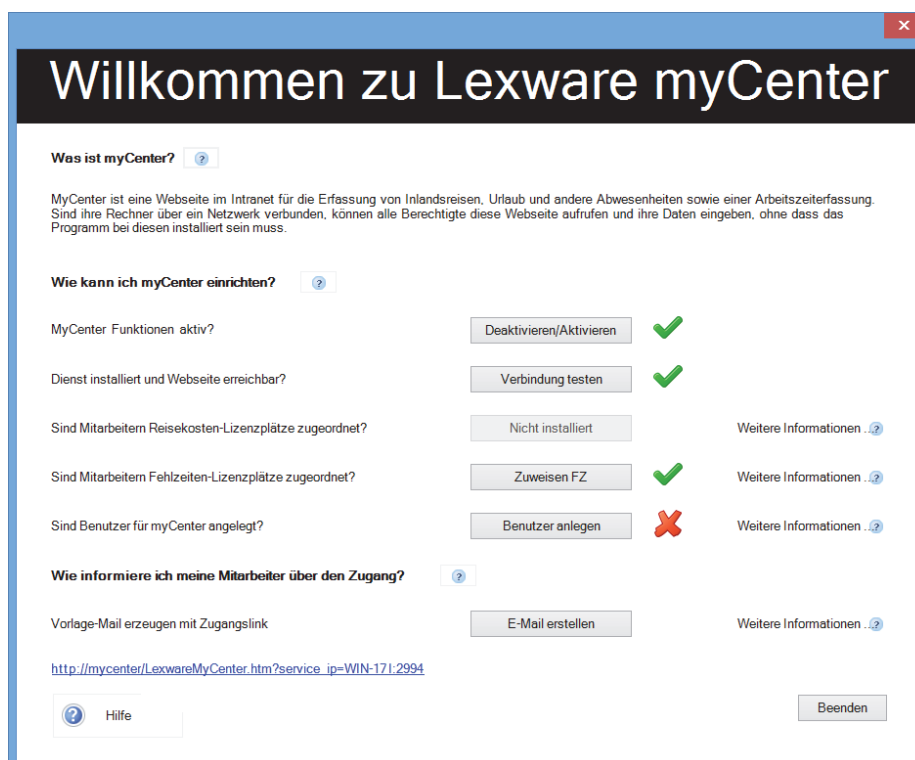 Willkommen zu Lexware myCenter
Was ist myCenter?
MyCenter ist eine Webseite im Intranet für die Erfassung von Inlandsreisen, Urlaub und andere Abwesenheiten sowie einer Arbeitszeiterfassung.
Sind ihre Rechner über ein Netzwerk verbunden, können alle Berechtigte diese Webseite aufrufen und ihre Daten eingeben, ohne dass das
Programm bei diesen installiert sein muss.
Wie kann ich myCenter einrichten?
MyCenter Funktionen aktiv? Deaktivieren/Aktivieren
Dienst installiert und Webseite erreichbar? Verbindung testen
Sind Mitarbeitern Reisekosten-Lizenzplätze zugeordnet? Nicht installiert Weitere Informationen ...
Sind Mitarbeitern Fehlzeiten-Lizenzplätze zugeordnet? Zuweisen FZ Weitere Informationen ...
Sind Benutzer für myCenter angelegt? Benutzer anlegen Weitere Informationen ...
Wie informiere ich meine Mitarbeiter über den Zugang?
Vorlage-Mail erzeugen mit Zugangslink E-Mail erstellen Weitere Informationen ...
http://mycenter/LexwareMyCenter.htm?service_ip=WIN-17I:2994
Hilfe Beenden